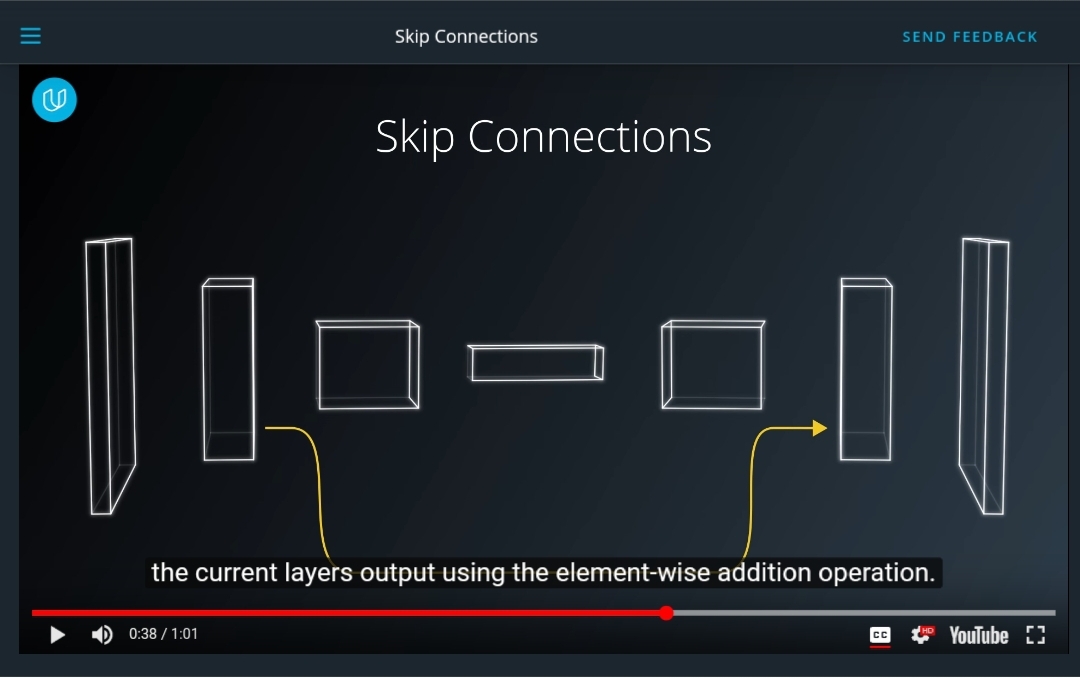 Skip Connections
SEND FEEDBACK
Skip Connections
the current layers output using the element-wise addition operation.
0:38 / 1:01
CC
HD
YouTube